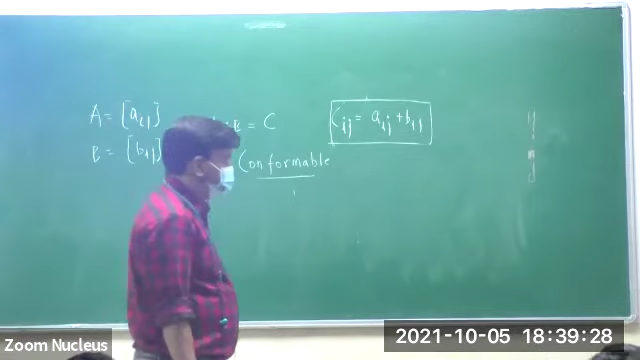 A = [aij] = C Cij = aij + bij
B = [bij] Conformable
Zoom Nucleus
2021-10-05 18:39:28